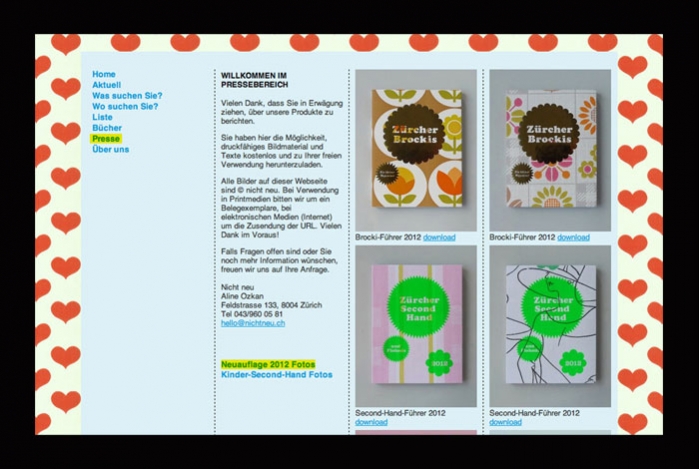 Home
Aktuell
Was suchen Sie?
Wo suchen Sie?
Liste
Bücher
Presse
Über uns
WILLKOMMEN IM
PRESSEBEREICH
Vielen Dank, dass Sie in Erwägung
ziehen, über unsere Produkte zu
berichten.
Sie haben hier die Möglichkeit,
druckfähiges Bildmaterial und
Texte kostenlos und zu Ihrer freien
Verwendung herunterzuladen.
Alle Bilder auf dieser Webseite
sind © nicht neu. Bei Verwendung
in Printmedien bitten wir um ein
Belegexemplare, bei
elektronischen Medien (Internet)
um die Zusendung der URL. Vielen
Dank im Voraus!
Falls Fragen offen sind oder Sie
noch mehr Information wünschen,
freuen wir uns auf Ihre Anfrage.
Nicht neu
Aline Ozkan
Feldstrasse 133, 8004 Zürich
Tel 043/960 05 81
hello@nichtneu.ch
Neuauflage 2012 Fotos
Kinder-Second-Hand Fotos
Zürcher
Brockis
Brocki-Führer 2012 download
Zürcher
Brockis
Brocki-Führer 2012 download
Zürcher
Second
Hand
2012
Second-Hand-Führer 2012
download
Zürcher
Second
Hand
2012
Second-Hand-Führer 2012
download